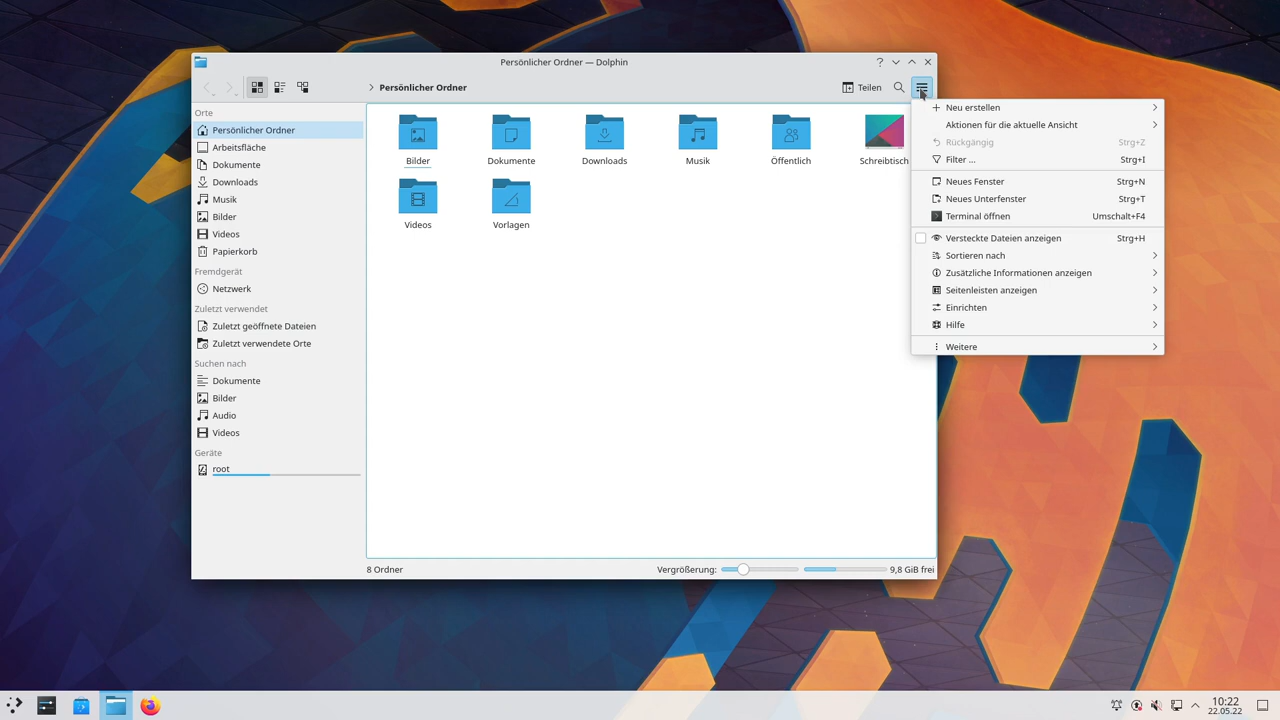 Persönlicher Ordner — Dolphin
Persönlicher Ordner
Teilen
Orte
Persönlicher Ordner
Arbeitsfläche
Dokumente
Downloads
Musik
Bilder
Videos
Papierkorb
Fremdgerät
Netzwerk
Zuletzt verwendet
Zuletzt geöffnete Dateien
Zuletzt verwendete Orte
Suchen nach
Dokumente
Bilder
Audio
Videos
Geräte
root
Bilder
Dokumente
Downloads
Musik
Öffentlich
Schreibtisch
Videos
Vorlagen
Neu erstellen
Aktionen für die aktuelle Ansicht
Rückgängig Strg+Z
Filter ... Strg+I
Neues Fenster Strg+N
Neues Unterfenster Strg+T
Terminal öffnen Umschalt+F4
Versteckte Dateien anzeigen Strg+H
Sortieren nach
Zusätzliche Informationen anzeigen
Seitenleisten anzeigen
Einrichten
Hilfe
Weitere
8 Ordner
Vergrößerung:
9,8 GiB frei
10:22
22.05.22